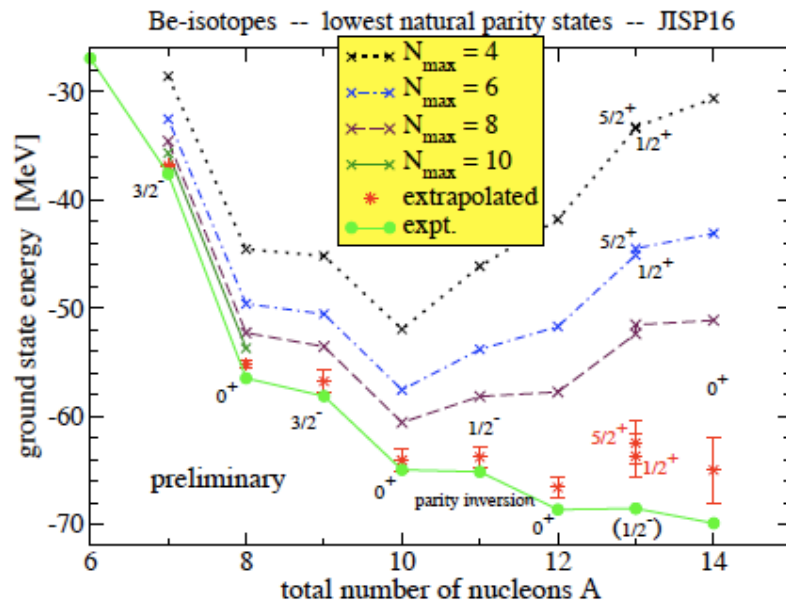 Be-isotopes -- lowest natural parity states -- JISP16
N_max = 4
N_max = 6
N_max = 8
N_max = 10
extrapolated
expt.
ground state energy [MeV]
-30
-40
-50
-60
-70
3/2^-
0^+
3/2^-
0^+
1/2^-
parity inversion
0^+
5/2^+
1/2^+
5/2^+
1/2^+
5/2^+
1/2^+
(1/2^-)
0^+
preliminary
6 8 10 12 14
total number of nucleons A